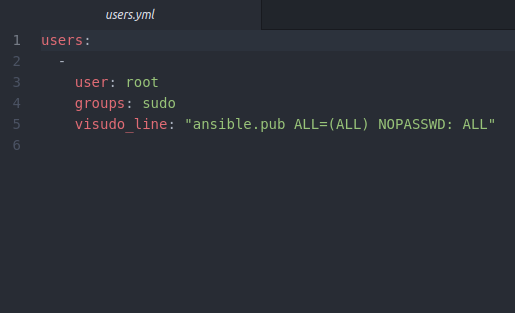 users.yml
1 users:
2   -
3     user: root
4     groups: sudo
5     visudo_line: "ansible.pub ALL=(ALL) NOPASSWD: ALL"
6